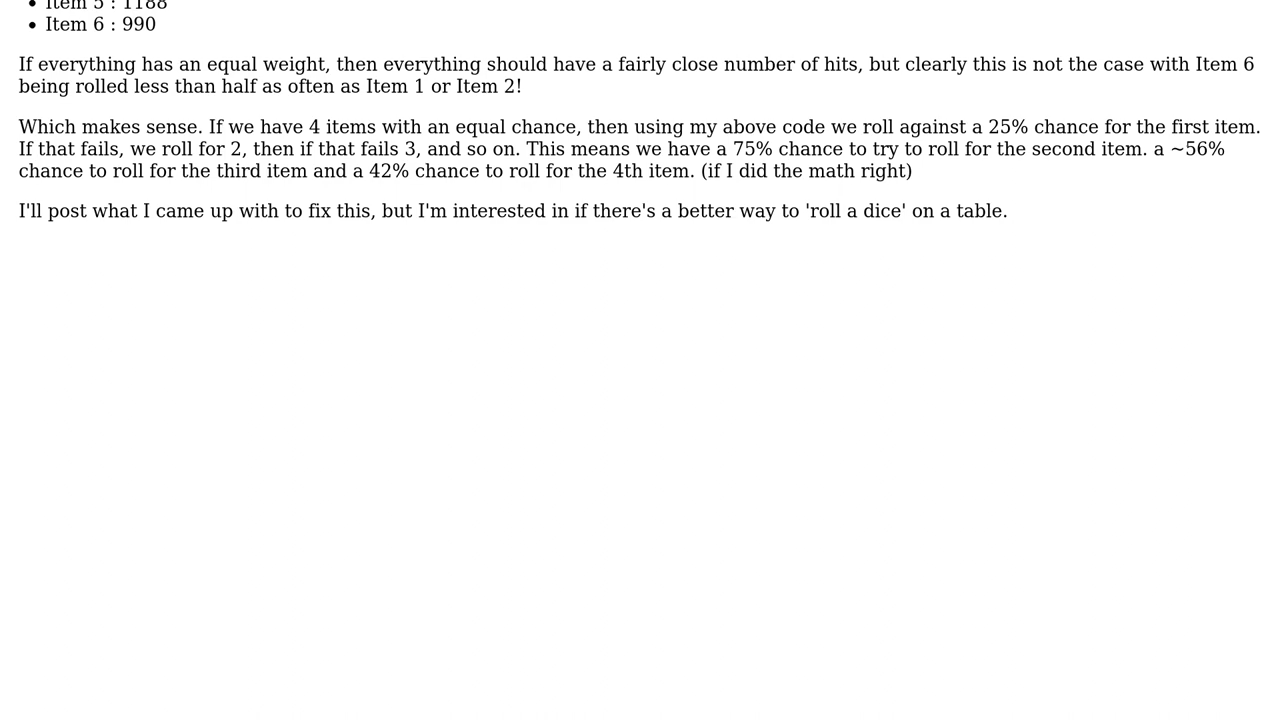 Item 5 : 1188
Item 6 : 990
If everything has an equal weight, then everything should have a fairly close number of hits, but clearly this is not the case with Item 6
being rolled less than half as often as Item 1 or Item 2!
Which makes sense. If we have 4 items with an equal chance, then using my above code we roll against a 25% chance for the first item.
If that fails, we roll for 2, then if that fails 3, and so on. This means we have a 75% chance to try to roll for the second item. a ~56%
chance to roll for the third item and a 42% chance to roll for the 4th item. (if I did the math right)
I'll post what I came up with to fix this, but I'm interested in if there's a better way to 'roll a dice' on a table.